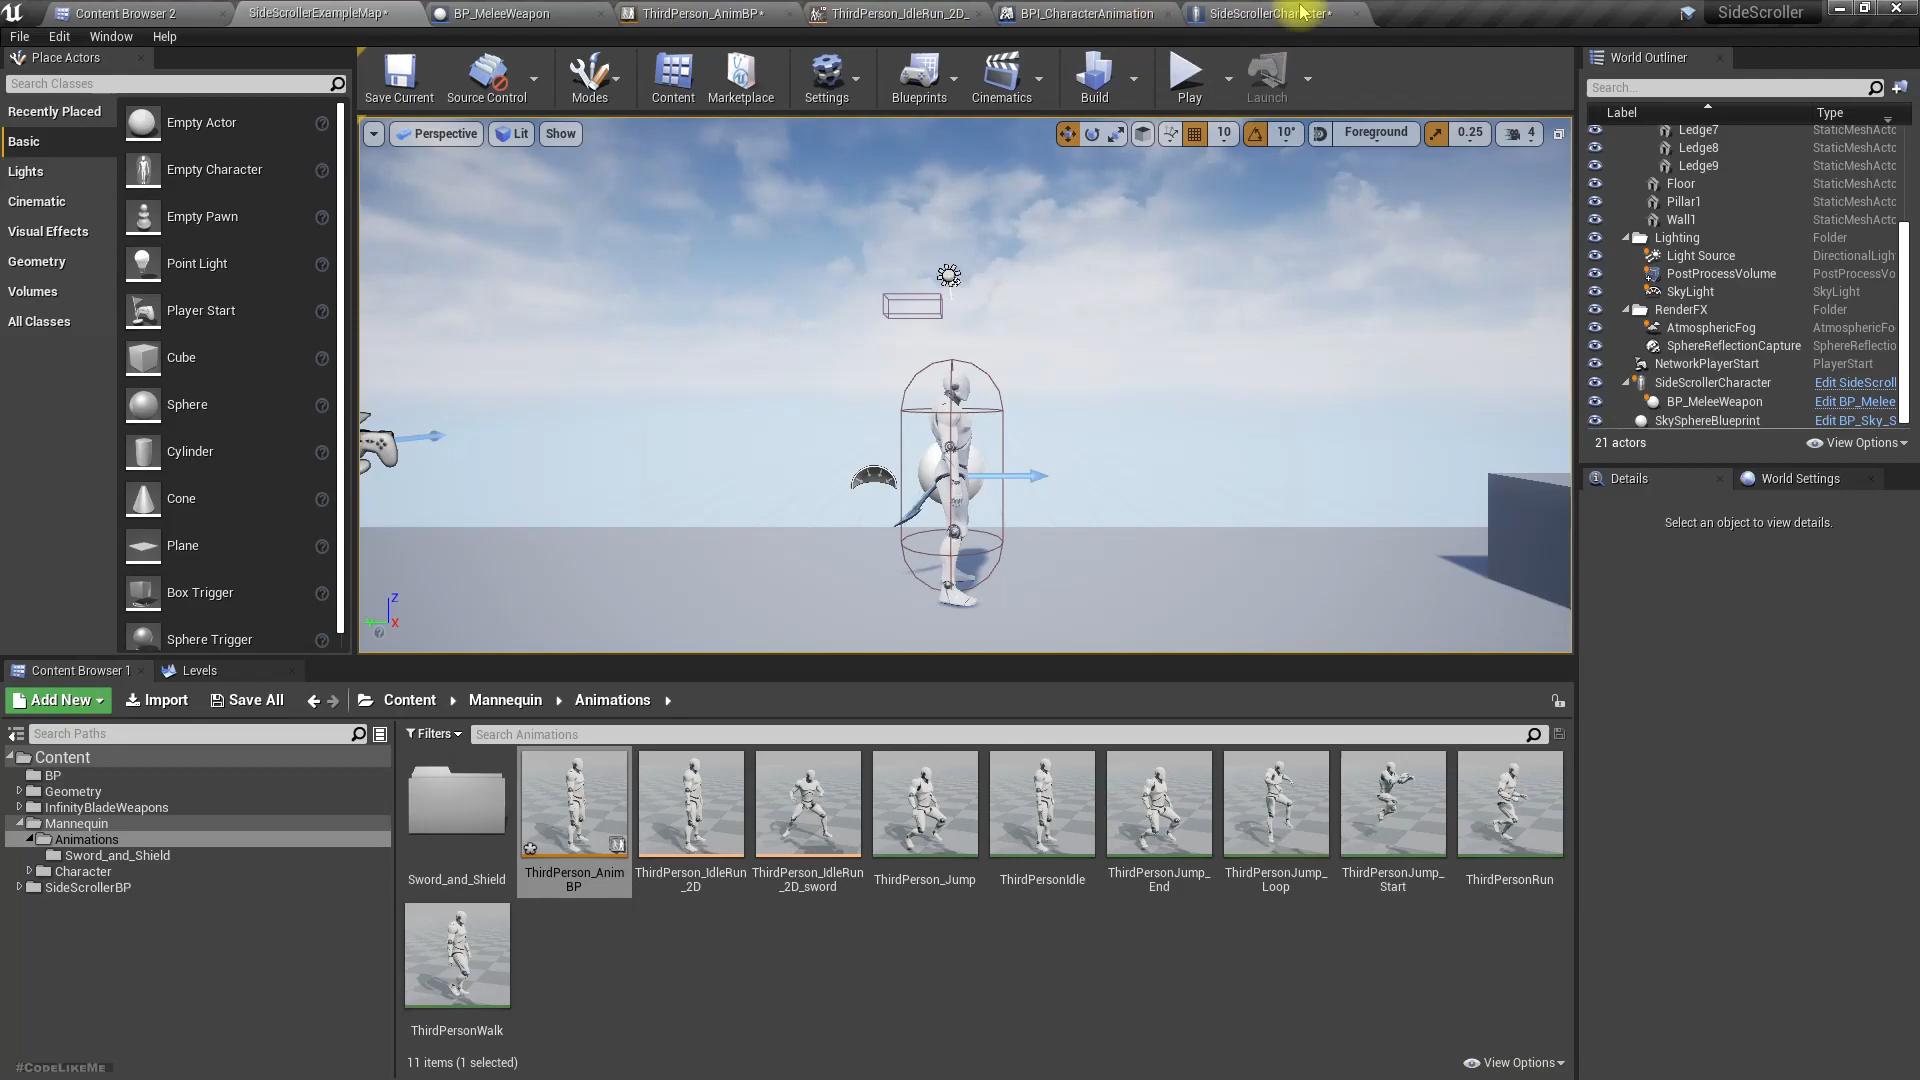 Content Browser 2
SideScrollerExampleMap*
BP_MeleeWeapon
ThirdPerson_AnimBP*
ThirdPerson_IdleRun_2D_
BPI_CharacterAnimation
SideScrollerCharacter*
SideScroller
File
Edit
Window
Help
Place Actors
Search Classes
Recently Placed
Basic
Lights
Cinematic
Visual Effects
Geometry
Volumes
All Classes
Empty Actor
Empty Character
Empty Pawn
Point Light
Player Start
Cube
Sphere
Cylinder
Cone
Plane
Box Trigger
Sphere Trigger
Save Current
Source Control
Modes
Content
Marketplace
Settings
Blueprints
Cinematics
Build
Play
Launch
Perspective
Lit
Show
10
10°
Foreground
0.25
4
Z
X
World Outliner
Search...
Label
Type
Ledge7 StaticMeshActo
Ledge8 StaticMeshActo
Ledge9 StaticMeshActo
Floor StaticMeshActo
Pillar1 StaticMeshActo
Wall1 StaticMeshActo
Lighting Folder
Light Source DirectionalLigh
PostProcessVolume PostProcessVo
SkyLight SkyLight
RenderFX Folder
AtmosphericFog AtmosphericFo
SphereReflectionCapture SphereReflectio
NetworkPlayerStart PlayerStart
SideScrollerCharacter Edit SideScroll
BP_MeleeWeapon Edit BP_Melee
SkySphereBlueprint Edit BP_Sky_S
21 actors
View Options
Details
World Settings
Select an object to view details.
Content Browser 1
Levels
Add New
Import
Save All
Content
Mannequin
Animations
Search Paths
Filters
Search Animations
Content
BP
Geometry
InfinityBladeWeapons
Mannequin
Animations
Sword_and_Shield
Character
SideScrollerBP
Sword_and_Shield
ThirdPerson_Anim
BP
ThirdPerson_IdleRun
_2D
ThirdPerson_IdleRun
_2D_sword
ThirdPerson_Jump
ThirdPersonIdle
ThirdPersonJump_
End
ThirdPersonJump_
Loop
ThirdPersonJump_
Start
ThirdPersonRun
ThirdPersonWalk
11 items (1 selected)
View Options
#CodeLikeMe